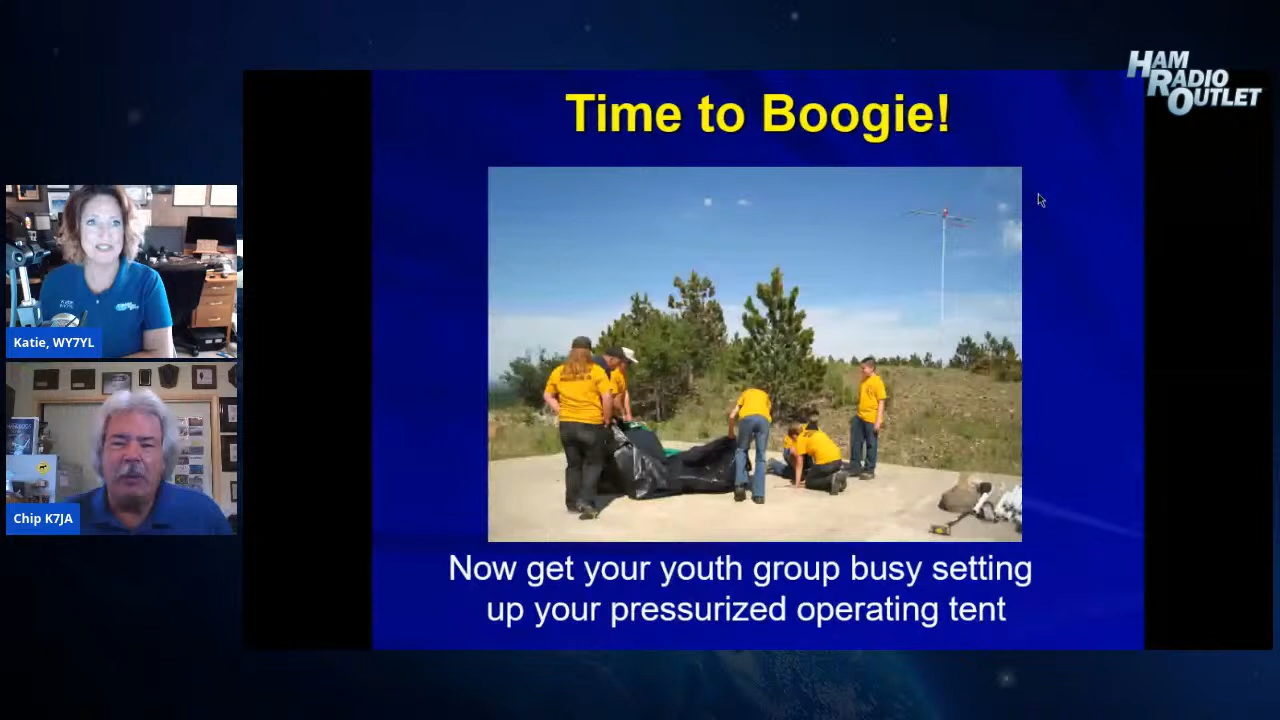 HAM
RADIO
OUTLET
Time to Boogie!
Katie, WY7YL
Chip K7JA
Now get your youth group busy setting
up your pressurized operating tent